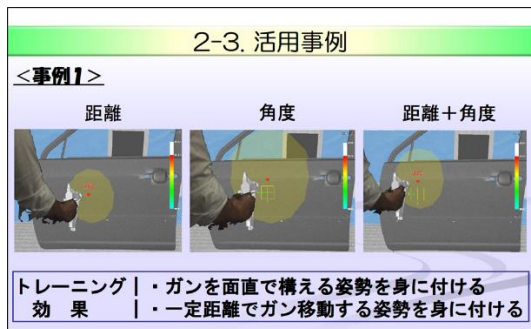 2-3. 活用事例
<事例1>
距離 角度 距離＋角度
トレーニング｜・ガンを面直で構える姿勢を身に付ける
効　果　｜・一定距離でガン移動する姿勢を身に付ける